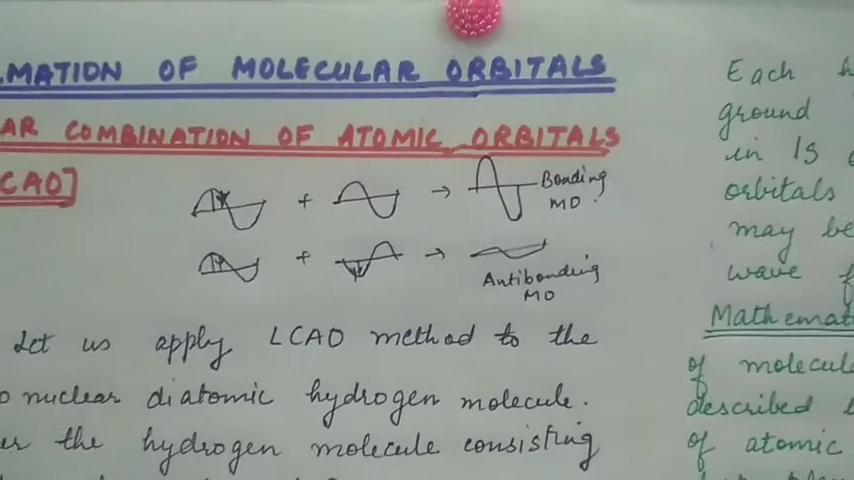 MATION OF MOLECULAR ORBITALS
AR COMBINATION OF ATOMIC ORBITALS
CAO]
ψ + → Bonding
MO.
ψ + ψ → Antibonding
MO
Let us apply LCAO method to the
o nuclear diatomic hydrogen molecule.
er the hydrogen molecule consisting
Each h
ground
in 1S
orbitals
may be
wave f
Mathemat
of molecul
described
of atomic